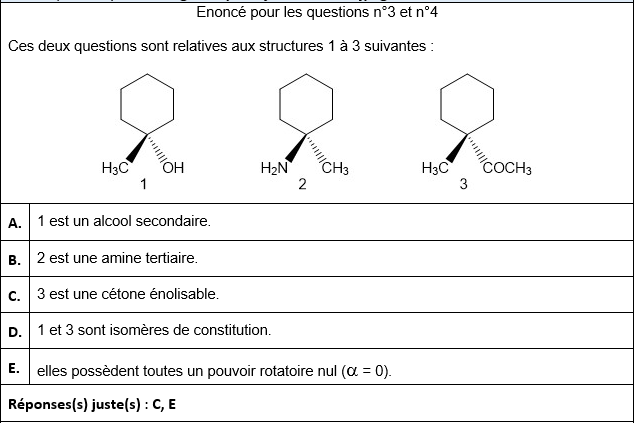 Enoncé pour les questions n°3 et n°4
Ces deux questions sont relatives aux structures 1 à 3 suivantes :
H₃C OH H₂N CH₃ H₃C COCH₃
1 2 3
A. 1 est un alcool secondaire.
B. 2 est une amine tertiaire.
C. 3 est une cétone énolisable.
D. 1 et 3 sont isomères de constitution.
E. elles possèdent toutes un pouvoir rotatoire nul (α = 0).
Réponses(s) juste(s) : C, E